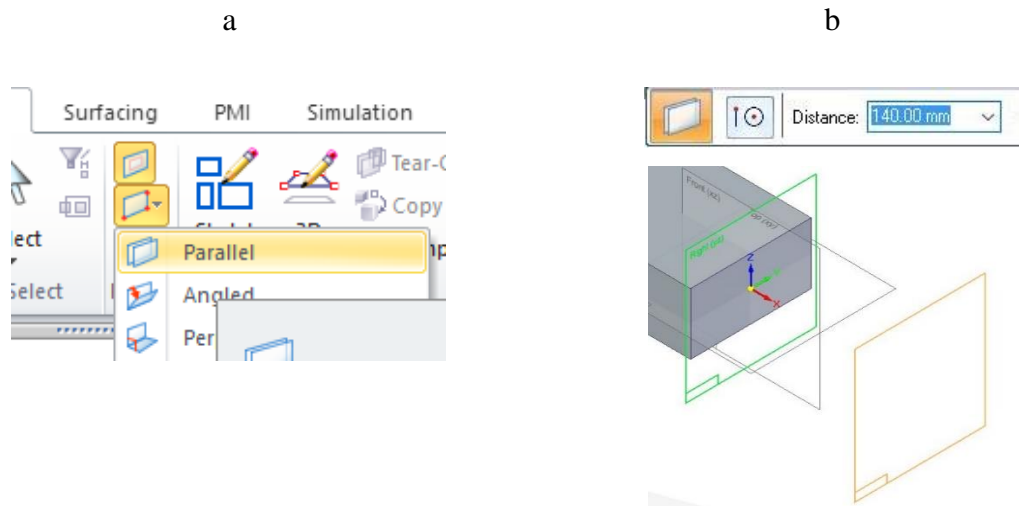 a
b
Surfacing PMI Simulation
Tear-C
Copy
ect
Parallel
Select
Angled
Per
Distance: 140.00 mm
Front (xz)
Right (yz)
Z
Y
X